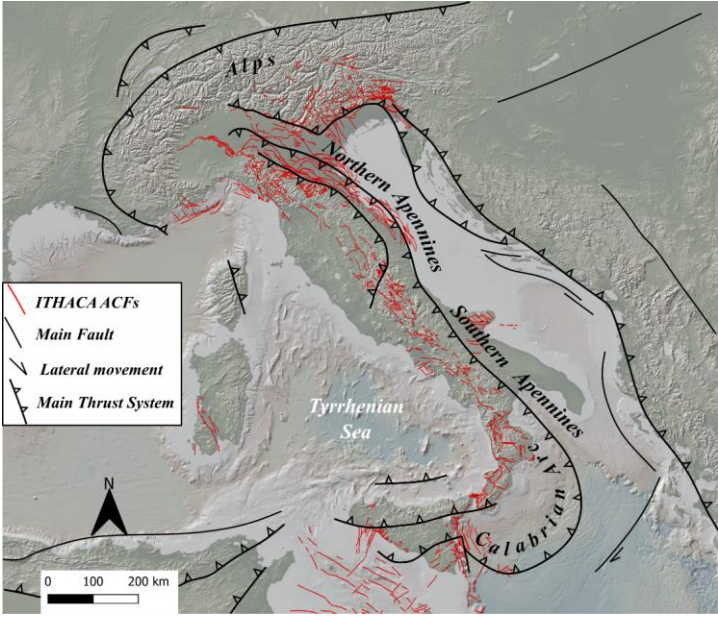 Alps
Northern Apennines
Southern Apennines
ITHACA ACFs
Main Fault
Lateral movement
Main Thrust System
Tyrrhenian
Sea
Calabrian Arc
N
0 100 200 km